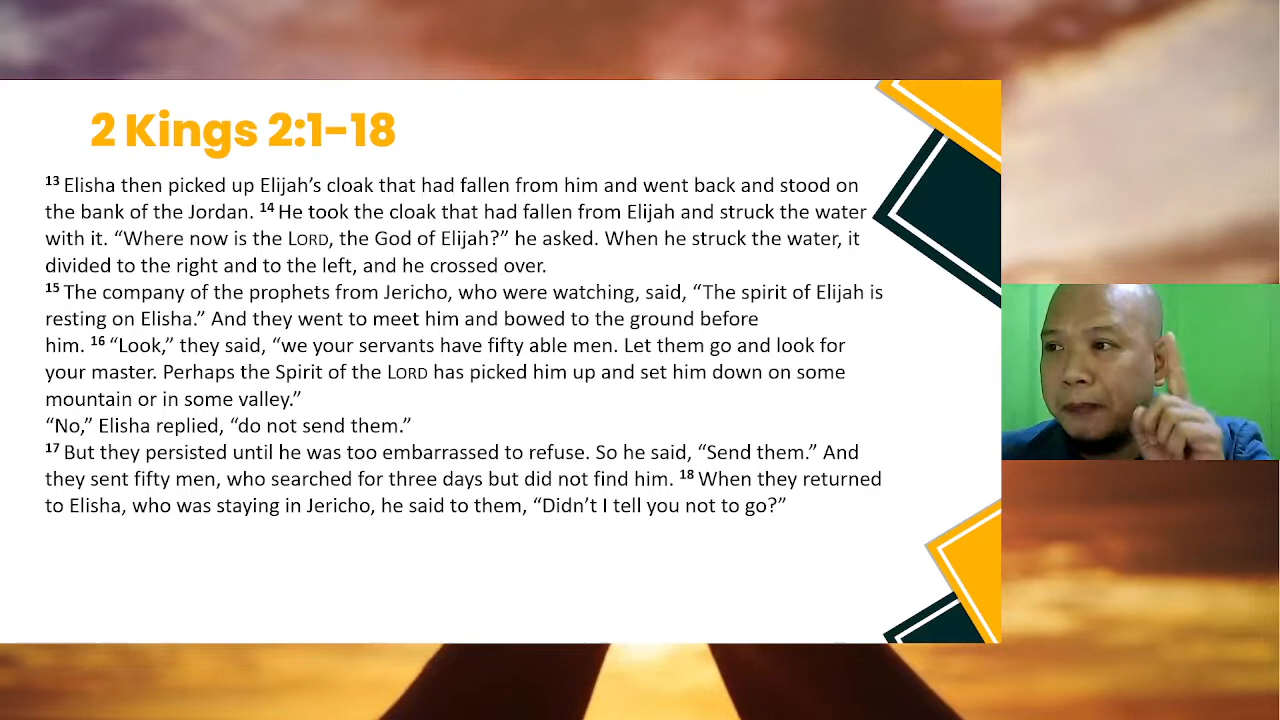 2 Kings 2:1-18
13 Elisha then picked up Elijah’s cloak that had fallen from him and went back and stood on
the bank of the Jordan. 14 He took the cloak that had fallen from Elijah and struck the water
with it. “Where now is the LORD, the God of Elijah?” he asked. When he struck the water, it
divided to the right and to the left, and he crossed over.
15 The company of the prophets from Jericho, who were watching, said, “The spirit of Elijah is
resting on Elisha.” And they went to meet him and bowed to the ground before
him. 16 “Look,” they said, “we your servants have fifty able men. Let them go and look for
your master. Perhaps the Spirit of the LORD has picked him up and set him down on some
mountain or in some valley.”
“No,” Elisha replied, “do not send them.”
17 But they persisted until he was too embarrassed to refuse. So he said, “Send them.” And
they sent fifty men, who searched for three days but did not find him. 18 When they returned
to Elisha, who was staying in Jericho, he said to them, “Didn’t I tell you not to go?”